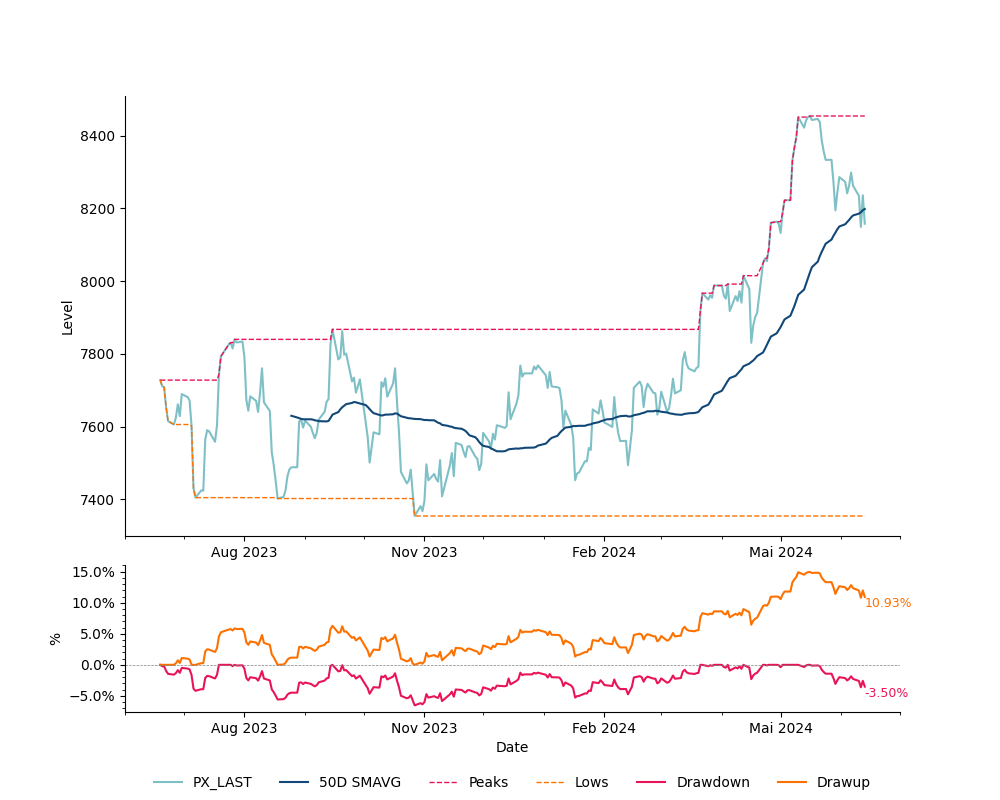 8400
8200
8000
7800
7600
7400
Level
Aug 2023 Nov 2023 Feb 2024 Mai 2024
15.0%
10.0%
5.0%
0.0%
−5.0%
%
10.93%
-3.50%
Aug 2023 Nov 2023 Feb 2024 Mai 2024
Date
PX_LAST 50D SMAVG Peaks Lows Drawdown Drawup